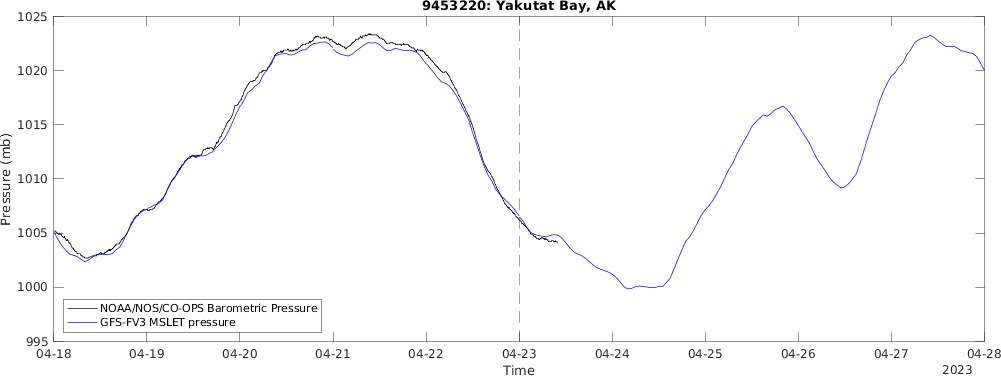 9453220: Yakutat Bay, AK
Pressure (mb)
1025
1020
1015
1010
1005
1000
995
NOAA/NOS/CO-OPS Barometric Pressure
GFS-FV3 MSLET pressure
04-18 04-19 04-20 04-21 04-22 04-23 04-24 04-25 04-26 04-27 04-28
Time
2023